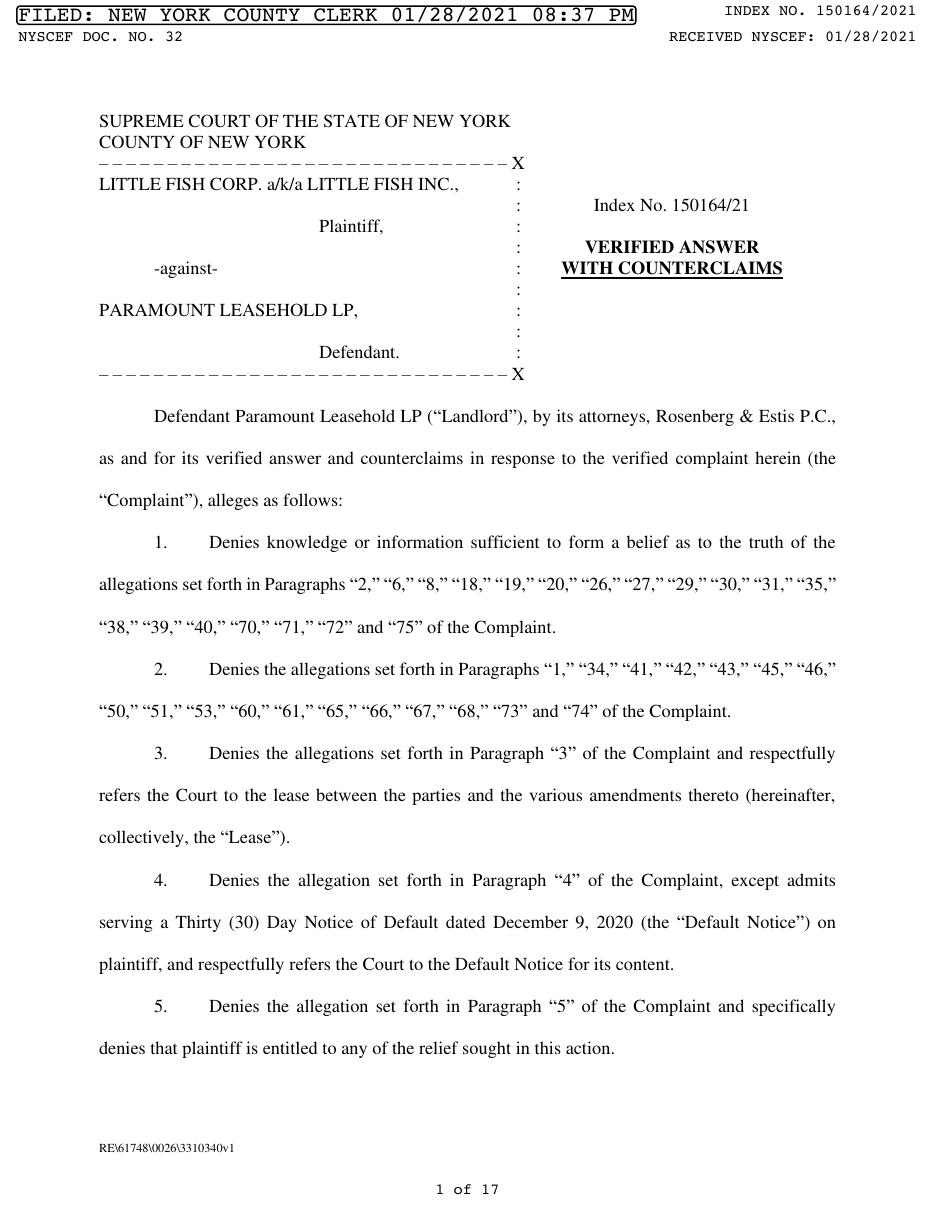 FILED: NEW YORK COUNTY CLERK 01/28/2021 08:37 PM
INDEX NO. 150164/2021
NYSCEF DOC. NO. 32
RECEIVED NYSCEF: 01/28/2021
SUPREME COURT OF THE STATE OF NEW YORK
COUNTY OF NEW YORK
– – – – – – – – – – – – – – – – – – – – – – – – – – – – – – X
LITTLE FISH CORP. a/k/a LITTLE FISH INC., :
: Index No. 150164/21
Plaintiff, :
: VERIFIED ANSWER
-against- : WITH COUNTERCLAIMS
:
PARAMOUNT LEASEHOLD LP, :
:
Defendant. :
– – – – – – – – – – – – – – – – – – – – – – – – – – – – – – X
Defendant Paramount Leasehold LP (“Landlord”), by its attorneys, Rosenberg & Estis P.C.,
as and for its verified answer and counterclaims in response to the verified complaint herein (the
“Complaint”), alleges as follows:
1. Denies knowledge or information sufficient to form a belief as to the truth of the
allegations set forth in Paragraphs “2,” “6,” “8,” “18,” “19,” “20,” “26,” “27,” “29,” “30,” “31,” “35,”
“38,” “39,” “40,” “70,” “71,” “72” and “75” of the Complaint.
2. Denies the allegations set forth in Paragraphs “1,” “34,” “41,” “42,” “43,” “45,” “46,”
“50,” “51,” “53,” “60,” “61,” “65,” “66,” “67,” “68,” “73” and “74” of the Complaint.
3. Denies the allegations set forth in Paragraph “3” of the Complaint and respectfully
refers the Court to the lease between the parties and the various amendments thereto (hereinafter,
collectively, the “Lease”).
4. Denies the allegation set forth in Paragraph “4” of the Complaint, except admits
serving a Thirty (30) Day Notice of Default dated December 9, 2020 (the “Default Notice”) on
plaintiff, and respectfully refers the Court to the Default Notice for its content.
5. Denies the allegation set forth in Paragraph “5” of the Complaint and specifically
denies that plaintiff is entitled to any of the relief sought in this action.
RE\61748\0026\3310340v1
1 of 17